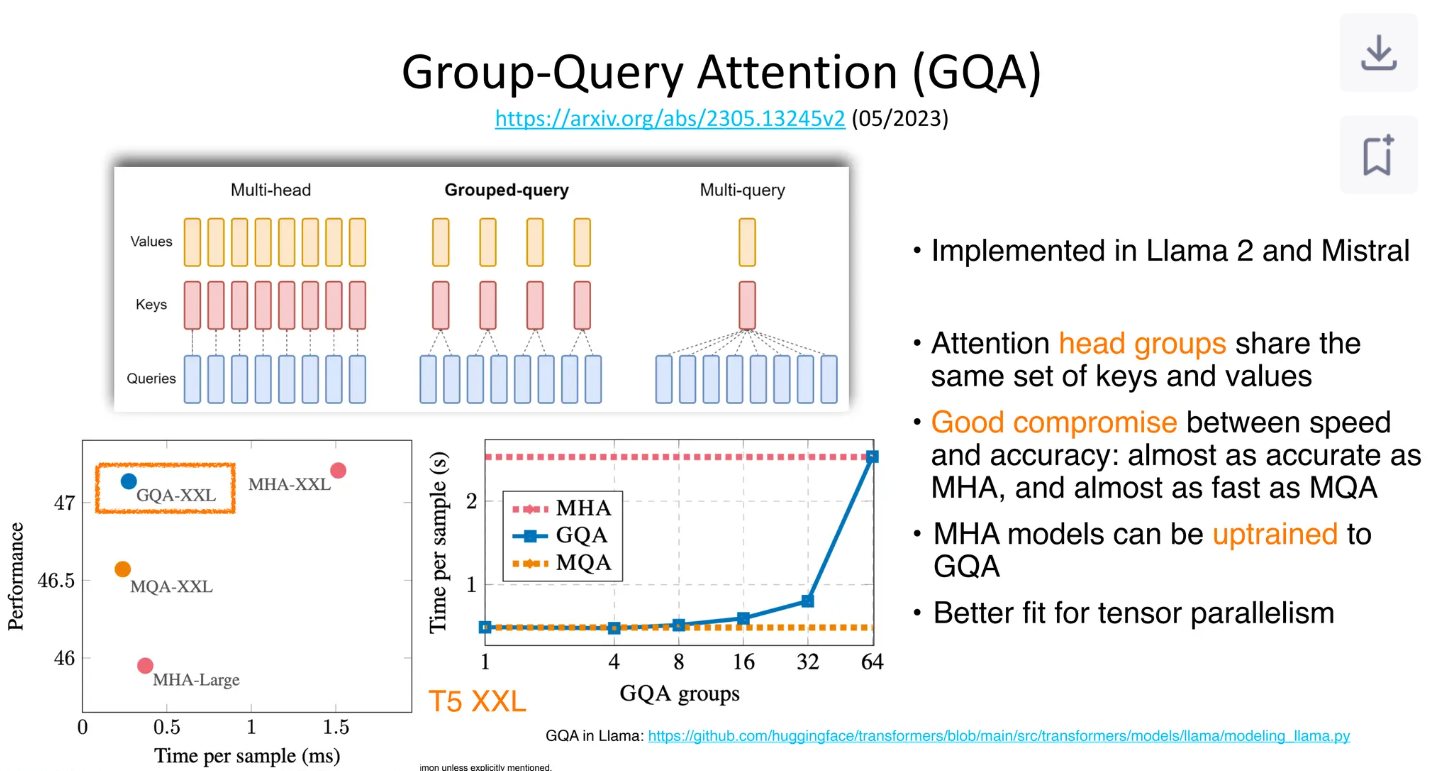 Group-Query Attention (GQA)
https://arxiv.org/abs/2305.13245v2 (05/2023)
Multi-head
Grouped-query
Multi-query
Values
Keys
Queries
• Implemented in Llama 2 and Mistral
• Attention head groups share the
same set of keys and values
• Good compromise between speed
and accuracy: almost as accurate as
MHA, and almost as fast as MQA
• MHA models can be uptrained to
GQA
• Better fit for tensor parallelism
Performance
47
46.5
46
GQA-XXL
MHA-XXL
MQA-XXL
MHA-Large
0 0.5 1 1.5
Time per sample (ms)
Time per sample (s)
2
1
MHA
GQA
MQA
1 4 8 16 32 64
GQA groups
T5 XXL
GQA in Llama: https://github.com/huggingface/transformers/blob/main/src/transformers/models/llama/modeling_llama.py
imon unless explicitly mentioned.